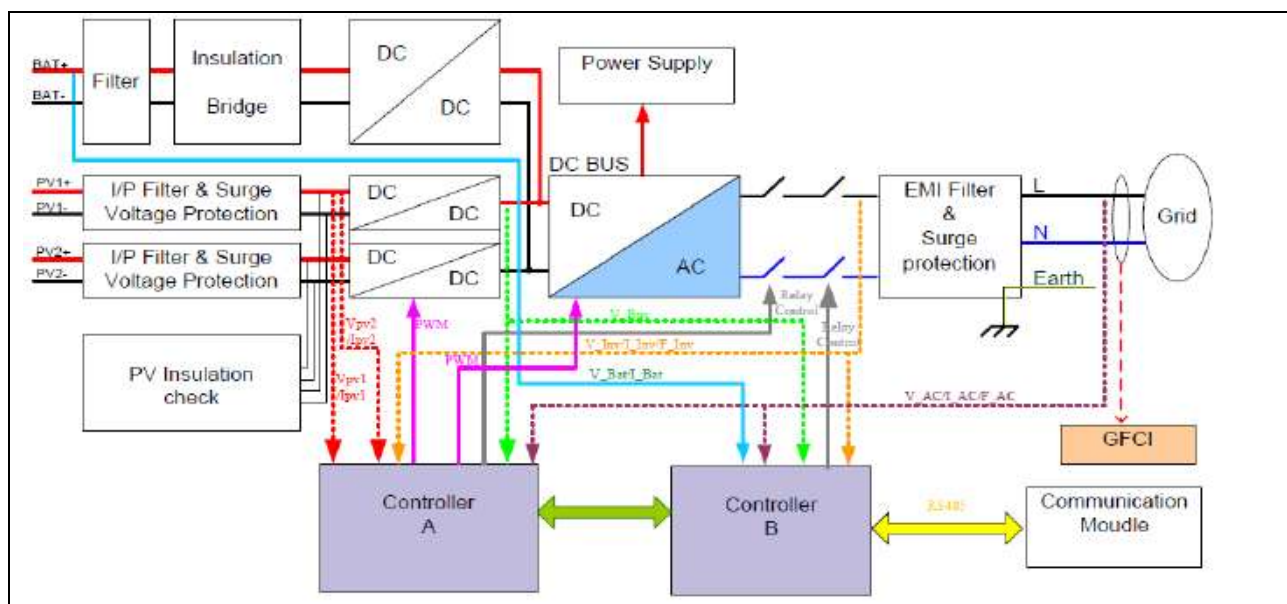 BAT+
BAT-
Filter
Insulation
Bridge
DC
DC
Power Supply
PV1+
PV1-
I/P Filter & Surge
Voltage Protection
DC
DC
DC BUS
DC
AC
EMI Filter
&
Surge
protection
L
N
Earth
Grid
PV2+
PV2-
I/P Filter & Surge
Voltage Protection
DC
DC
PV Insulation
check
Vpv2
/Ipv2
Vpv1
/Ipv1
PWM
PWM
V_Bus
Relay
Control
Relay
Control
V_Inv/I_Inv/F_Inv
V_Bat/I_Bat
V_AC/I_AC/F_AC
GFCI
Controller
A
Controller
B
RS485
Communication
Moudle